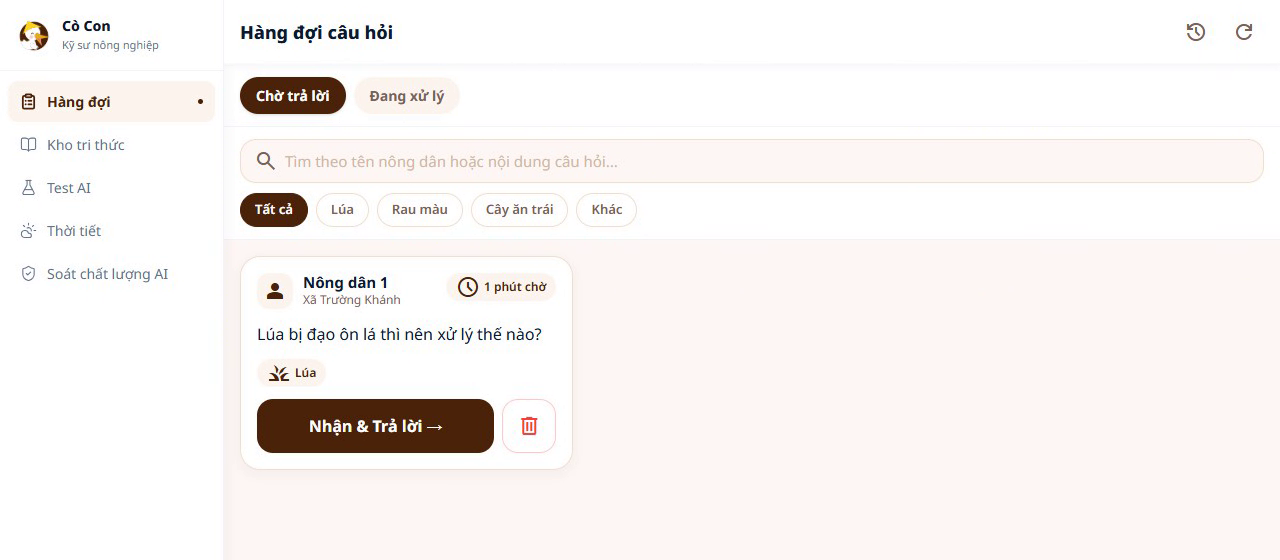 Cò Con
Kỹ sư nông nghiệp
Hàng đợi
Kho tri thức
Test AI
Thời tiết
Soát chất lượng AI
Hàng đợi câu hỏi
Chờ trả lời
Đang xử lý
Tìm theo tên nông dân hoặc nội dung câu hỏi...
Tất cả
Lúa
Rau màu
Cây ăn trái
Khác
Nông dân 1
Xã Trường Khánh
1 phút chờ
Lúa bị đạo ôn lá thì nên xử lý thế nào?
Lúa
Nhận & Trả lời →